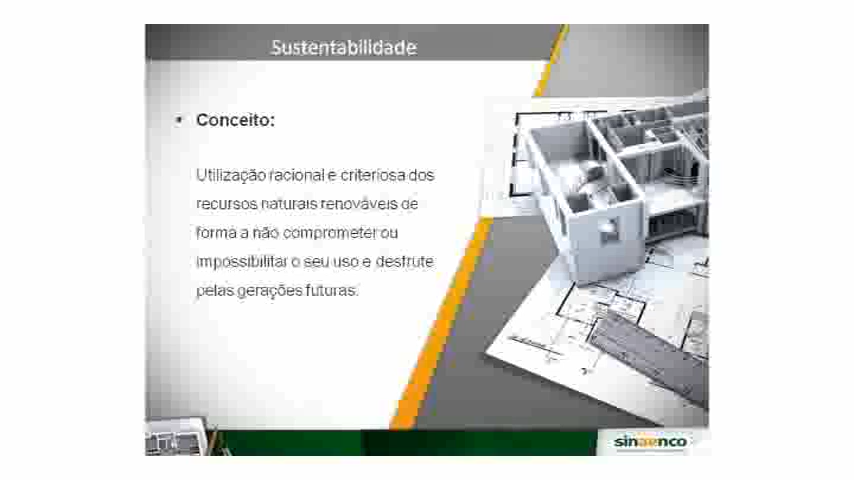 Sustentabilidade
• Conceito:
Utilização racional e criteriosa dos
recursos naturais renováveis de
forma a não comprometer ou
impossibilitar o seu uso e desfrute
pelas gerações futuras.
sinaenco